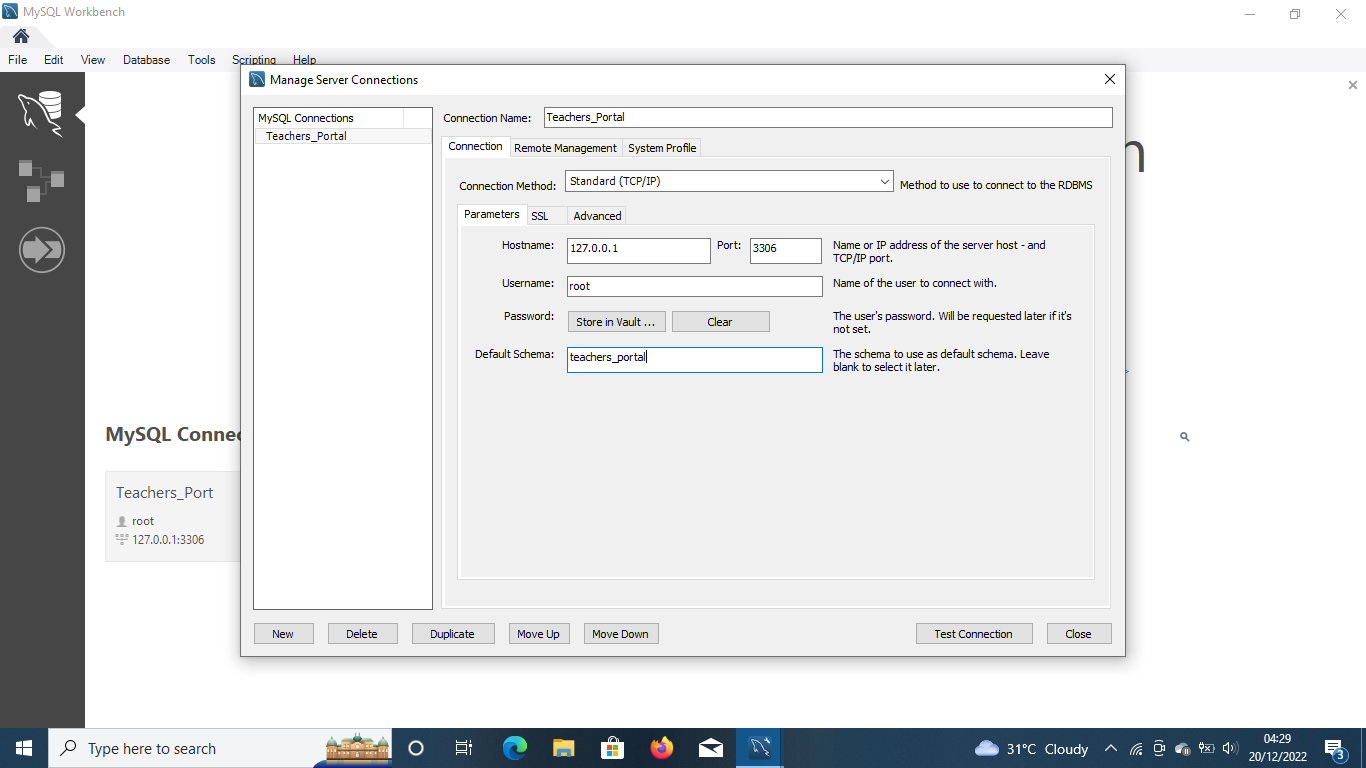 MySQL Workbench
File Edit View Database Tools Scripting Help
Manage Server Connections
MySQL Connections
Teachers_Portal
Connection Name: Teachers_Portal
Connection Remote Management System Profile
Connection Method: Standard (TCP/IP) Method to use to connect to the RDBMS
Parameters SSL Advanced
Hostname: 127.0.0.1 Port: 3306 Name or IP address of the server host - and
TCP/IP port.
Username: root Name of the user to connect with.
Password: Store in Vault ... Clear The user's password. Will be requested later if it's
not set.
Default Schema: teachers_portal The schema to use as default schema. Leave
blank to select it later.
MySQL Connec
Teachers_Port
root
127.0.0.1:3306
New Delete Duplicate Move Up Move Down Test Connection Close
n
Type here to search
31°C Cloudy
04:29
20/12/2022
3